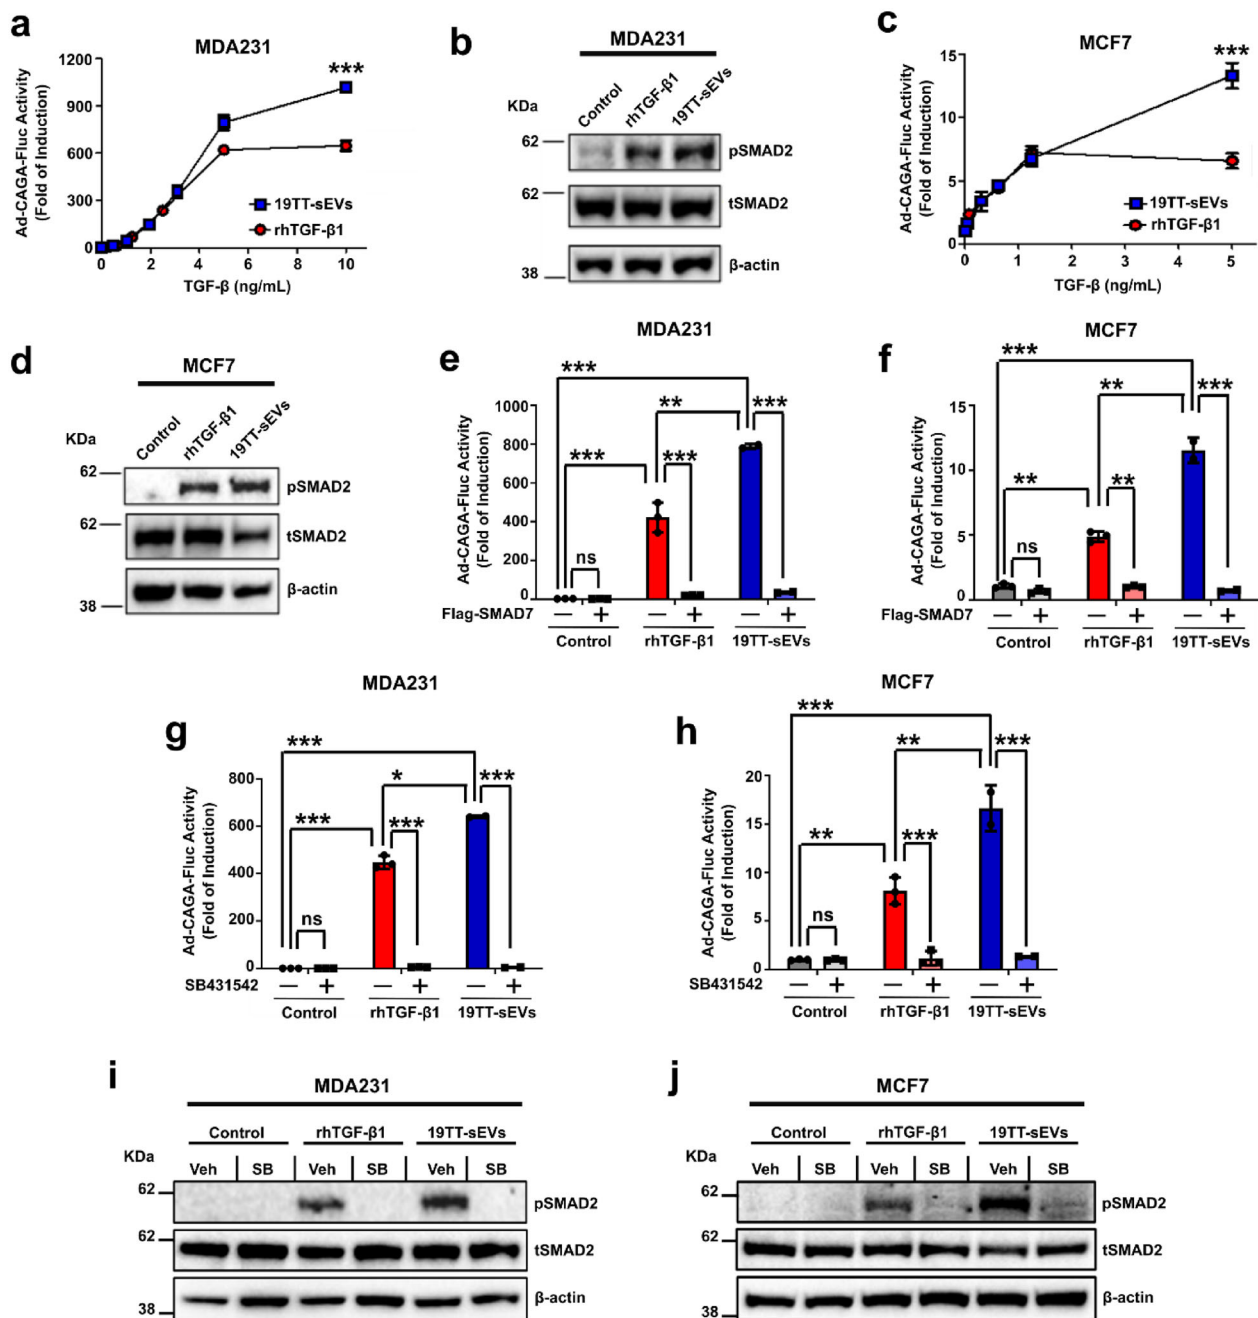 a
MDA231
Ad-CAGA-Fluc Activity
(Fold of Induction)
1200
900
600
300
0
***
19TT-sEVs
rhTGF-β1
0 2 4 6 8 10
TGF-β (ng/mL)
b
MDA231
KDa
Control
rhTGF-β1
19TT-sEVs
62
pSMAD2
62
tSMAD2
β-actin
38
c
MCF7
Ad-CAGA-Fluc Activity
(Fold of Induction)
15
10
5
0
***
19TT-sEVs
rhTGF-β1
0 1 2 3 4 5
TGF-β (ng/mL)
d
MCF7
KDa
Control
rhTGF-β1
19TT-sEVs
62
pSMAD2
62
tSMAD2
β-actin
38
e
MDA231
Ad-CAGA-Fluc Activity
(Fold of Induction)
1000
800
600
400
200
0
***
**
***
***
***
ns
Flag-SMAD7 — + — + — +
Control rhTGF-β1 19TT-sEVs
f
MCF7
Ad-CAGA-Fluc Activity
(Fold of Induction)
15
10
5
0
***
**
***
**
**
ns
Flag-SMAD7 — + — + — +
Control rhTGF-β1 19TT-sEVs
g
MDA231
Ad-CAGA-Fluc Activity
(Fold of Induction)
800
600
400
200
0
***
*
***
***
***
ns
SB431542 — + — + — +
Control rhTGF-β1 19TT-sEVs
h
MCF7
Ad-CAGA-Fluc Activity
(Fold of Induction)
20
15
10
5
0
***
**
***
**
***
ns
SB431542 — + — + — +
Control rhTGF-β1 19TT-sEVs
i
MDA231
Control rhTGF-β1 19TT-sEVs
KDa
Veh SB Veh SB Veh SB
62
pSMAD2
62
tSMAD2
β-actin
38
j
MCF7
Control rhTGF-β1 19TT-sEVs
KDa
Veh SB Veh SB Veh SB
62
pSMAD2
62
tSMAD2
β-actin
38